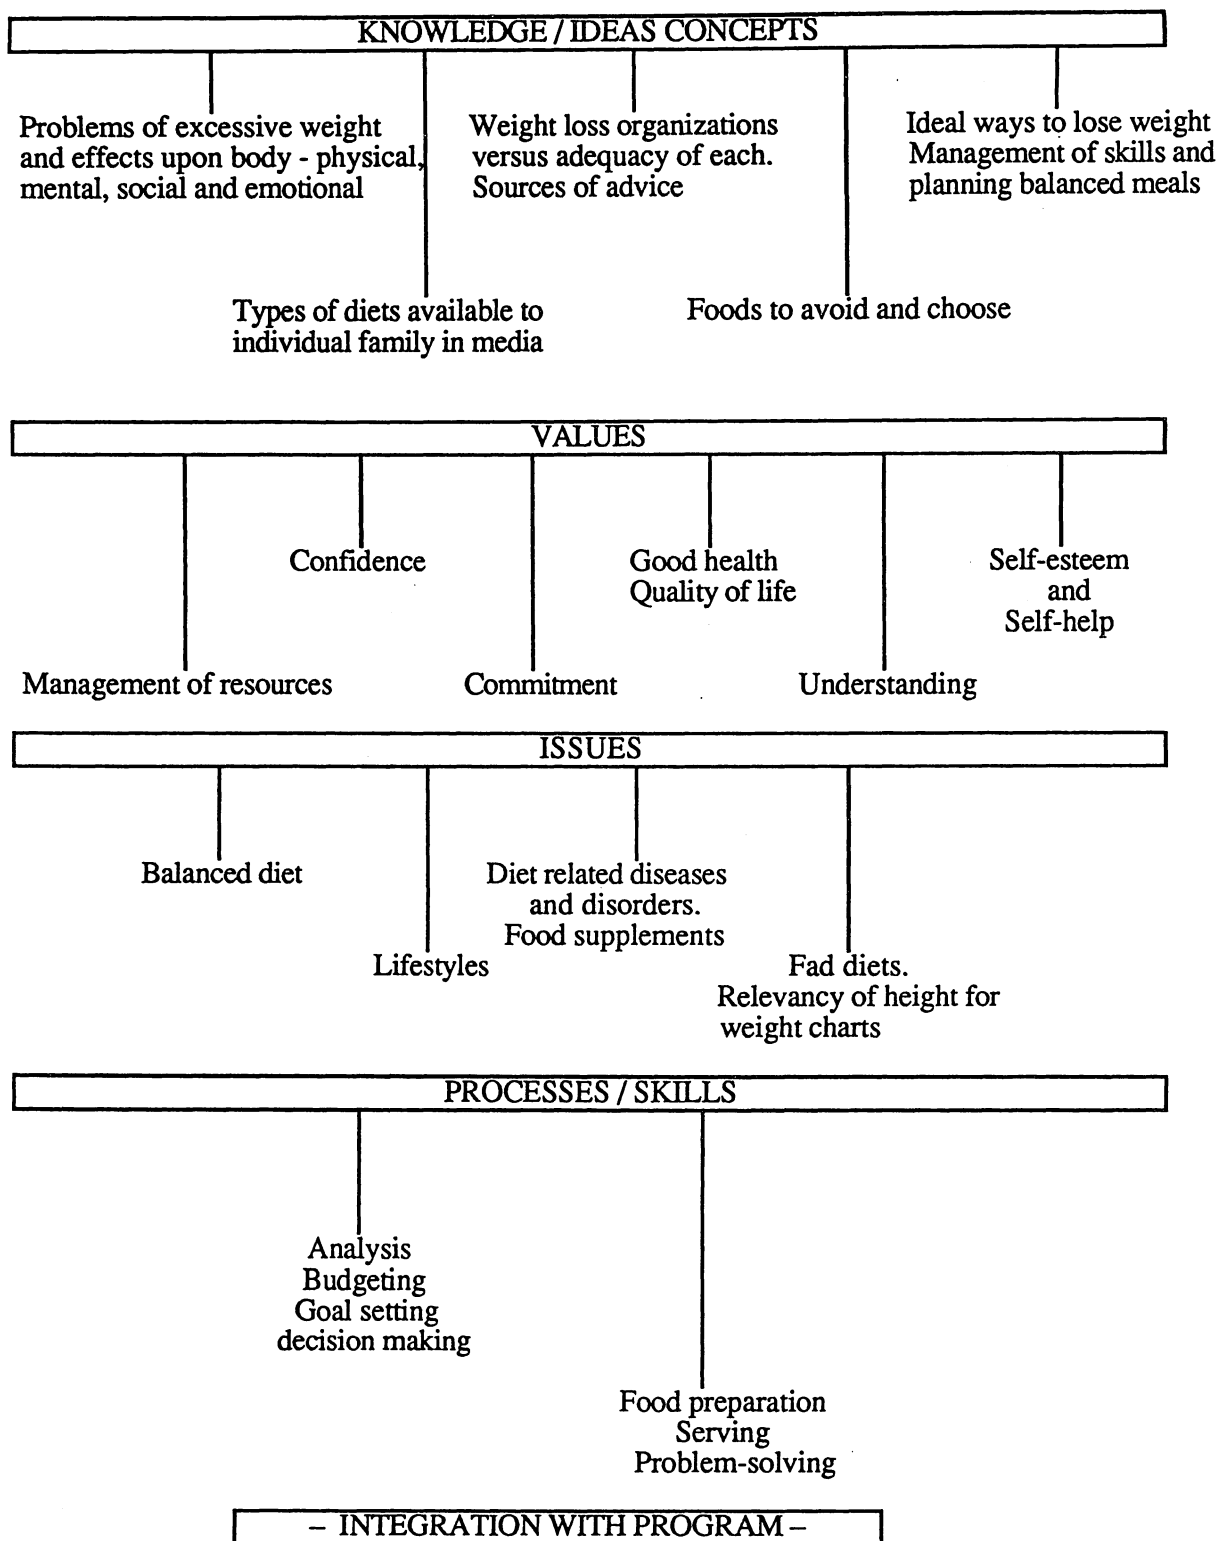 KNOWLEDGE / IDEAS CONCEPTS
Problems of excessive weight
and effects upon body - physical,
mental, social and emotional
Weight loss organizations
versus adequacy of each.
Sources of advice
Ideal ways to lose weight
Management of skills and
planning balanced meals
Types of diets available to
individual family in media
Foods to avoid and choose
VALUES
Confidence
Good health
Quality of life
Self-esteem
and
Self-help
Management of resources
Commitment
Understanding
ISSUES
Balanced diet
Diet related diseases
and disorders.
Food supplements
Lifestyles
Fad diets.
Relevancy of height for
weight charts
PROCESSES / SKILLS
Analysis
Budgeting
Goal setting
decision making
Food preparation
Serving
Problem-solving
– INTEGRATION WITH PROGRAM –